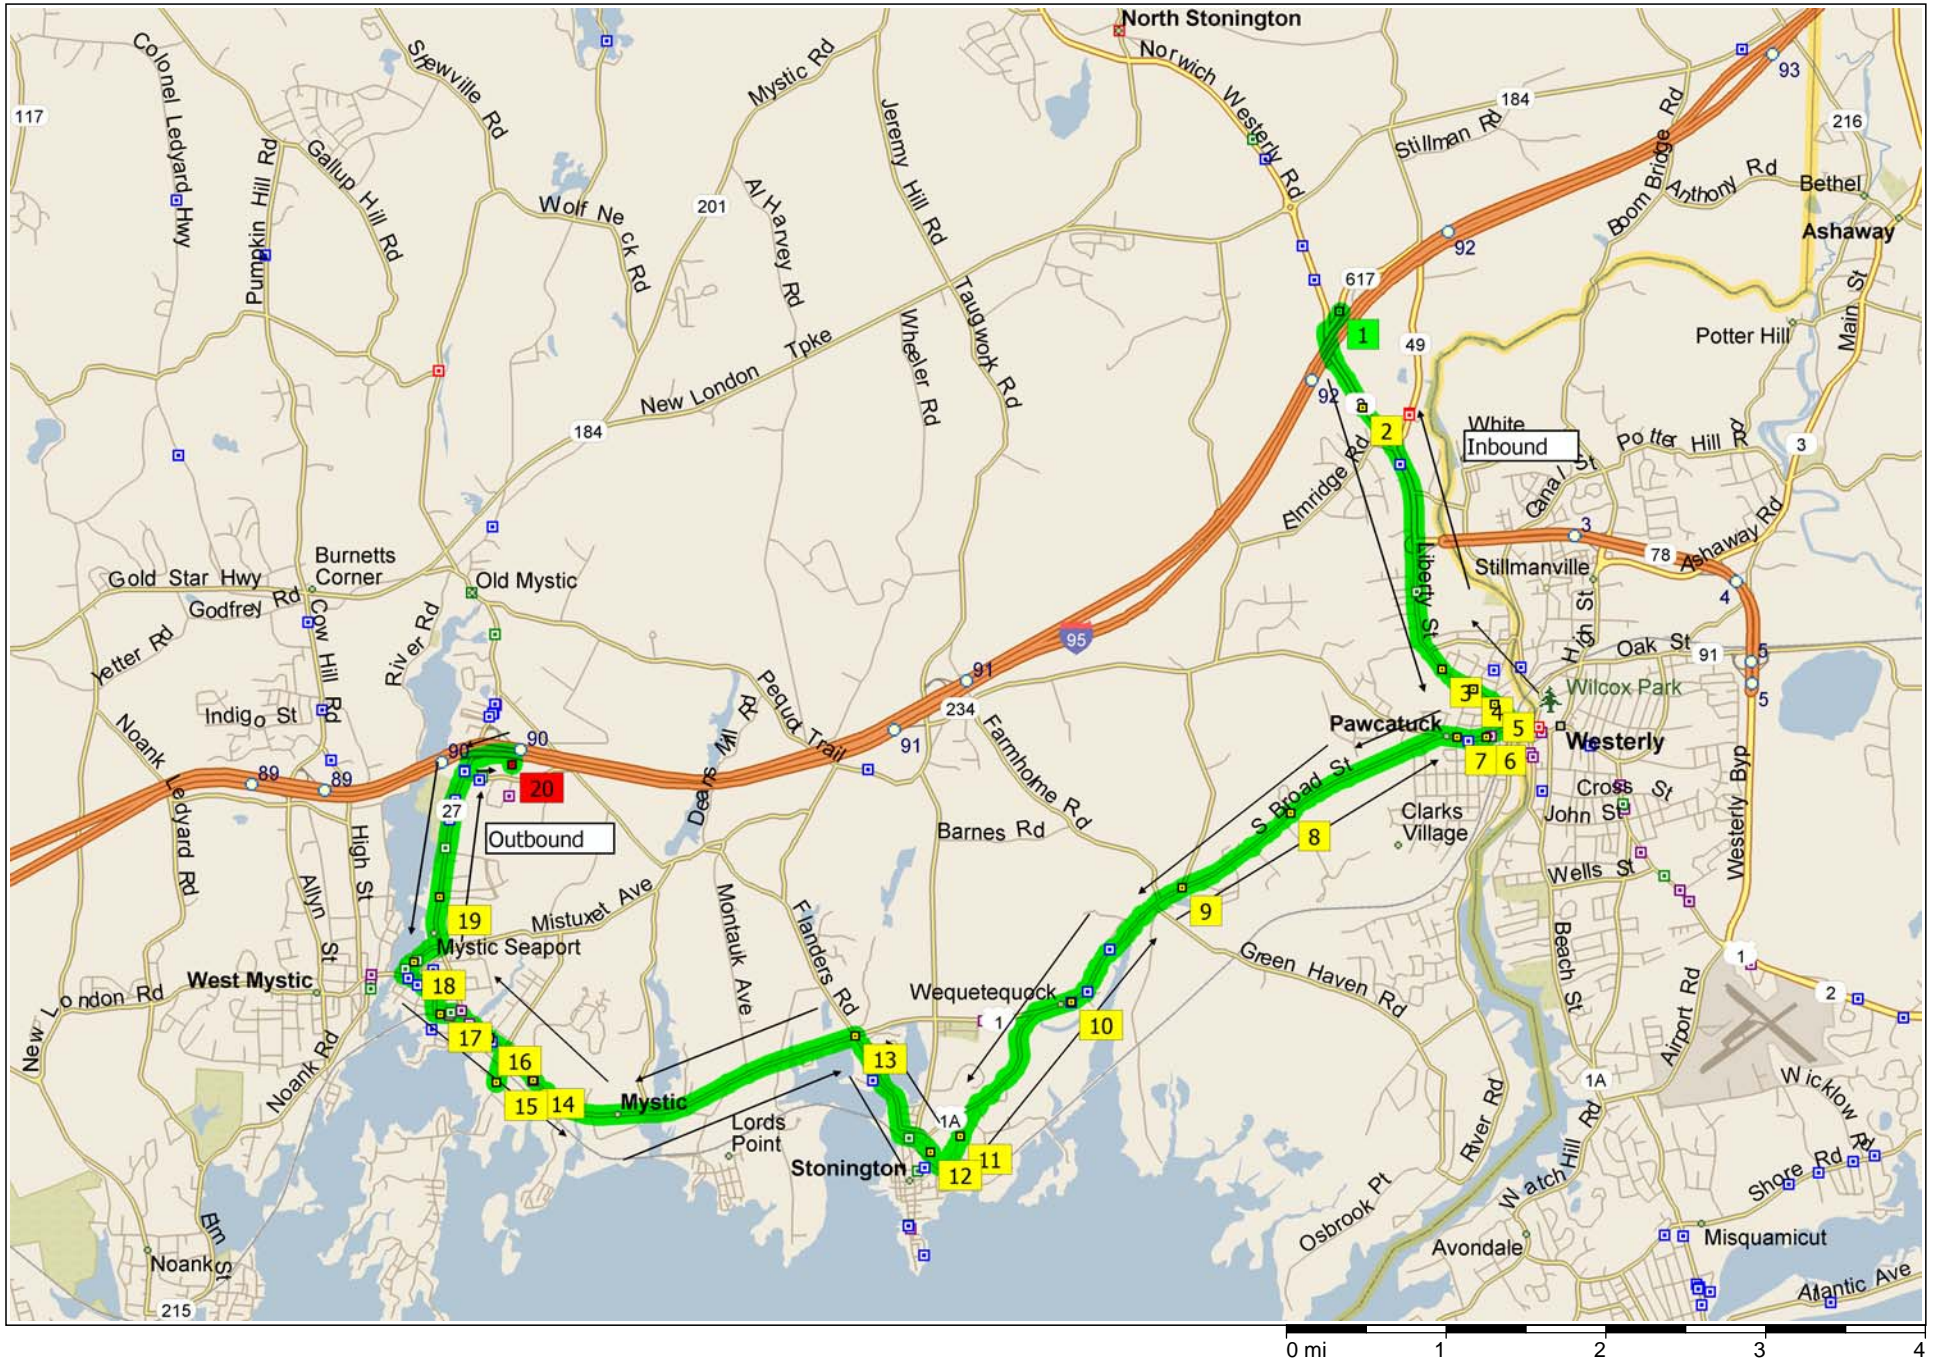 North Stonington
Colonel Ledyard Hwy
Shewville Rd
Mystic Rd
Norwich Westerly Rd
93
117
184
216
Stillman Rd
Jeremy Hill Rd
Boom Bridge Rd
Anthony Rd
Bethel
Pumpkin Hill Rd
Gallup Hill Rd
Wolf Neck Rd
201
Al Harvey Rd
Ashaway
92
617
Taugwonk Rd
Main St
Wheeler Rd
1
49
Potter Hill
New London Tpke
92
2
2
White
Inbound
Potter Hill Rd
3
184
Elmridge Rd
Canal St
3
78
Ashaway Rd
Burnetts
Corner
Gold Star Hwy
Old Mystic
Liberty St
Stillmanville
4
Godfrey Rd
Cow Hill Rd
River Rd
High St
95
Oak St
91
5
5
Yetter Rd
91
Pequot Trail
3
Wilcox Park
4
Indigo St
234
Pawcatuck
5
Westerly
Noank Ledyard Rd
90
90
91
Deans Mill Rd
Farmholme Rd
7
6
89
89
20
S Broad St
Cross St
Westerly Byp
27
Clarks
Village
John St
Outbound
Barnes Rd
8
High St
Wells St
Allyn St
Montauk Ave
Flanders Rd
9
Mistuxet Ave
19
Beach St
Mystic Seaport
Green Haven Rd
1
Airport Rd
West Mystic
18
Wequetequock
2
New London Rd
1
10
17
Noank Rd
16
13
River Rd
1A
Wicklow Rd
15
14
Mystic
1A
Lords
Point
11
Stonington
12
Watch Hill Rd
Shore Rd
Osbrook Pt
Elm St
Avondale
Misquamicut
Noank
215
Atlantic Ave
0 mi
1
2
3
4